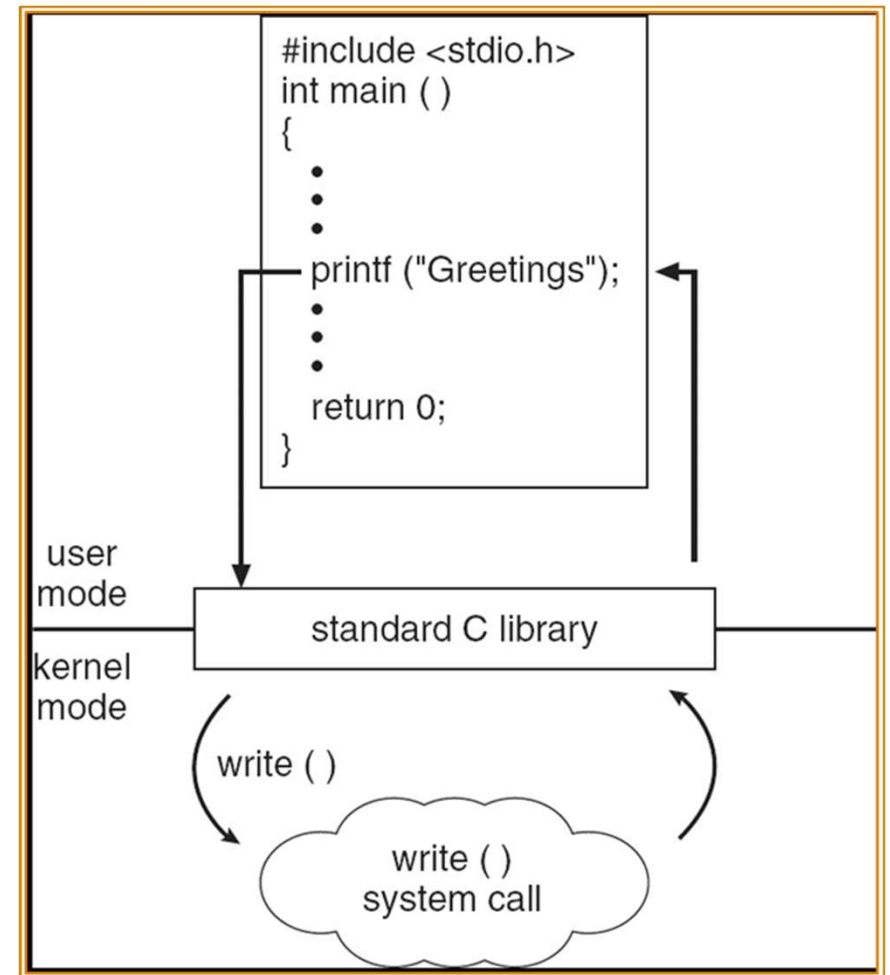 #include <stdio.h>
int main ( )
{
•
•
•
printf ("Greetings");
•
•
•
return 0;
}
user
mode
standard C library
kernel
mode
write ( )
write ( )
system call